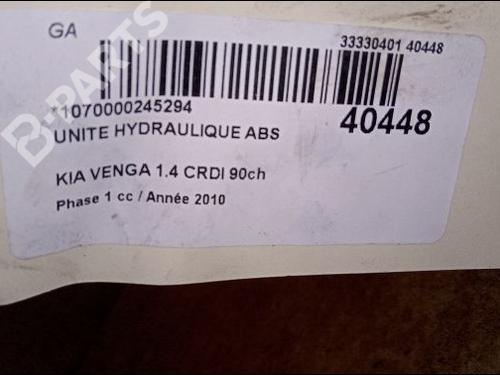 GA
33330401 40448
*1070000245294
40448
UNITE HYDRAULIQUE ABS
KIA VENGA 1.4 CRDI 90ch
Phase 1 cc / Année 2010
B-PARTS